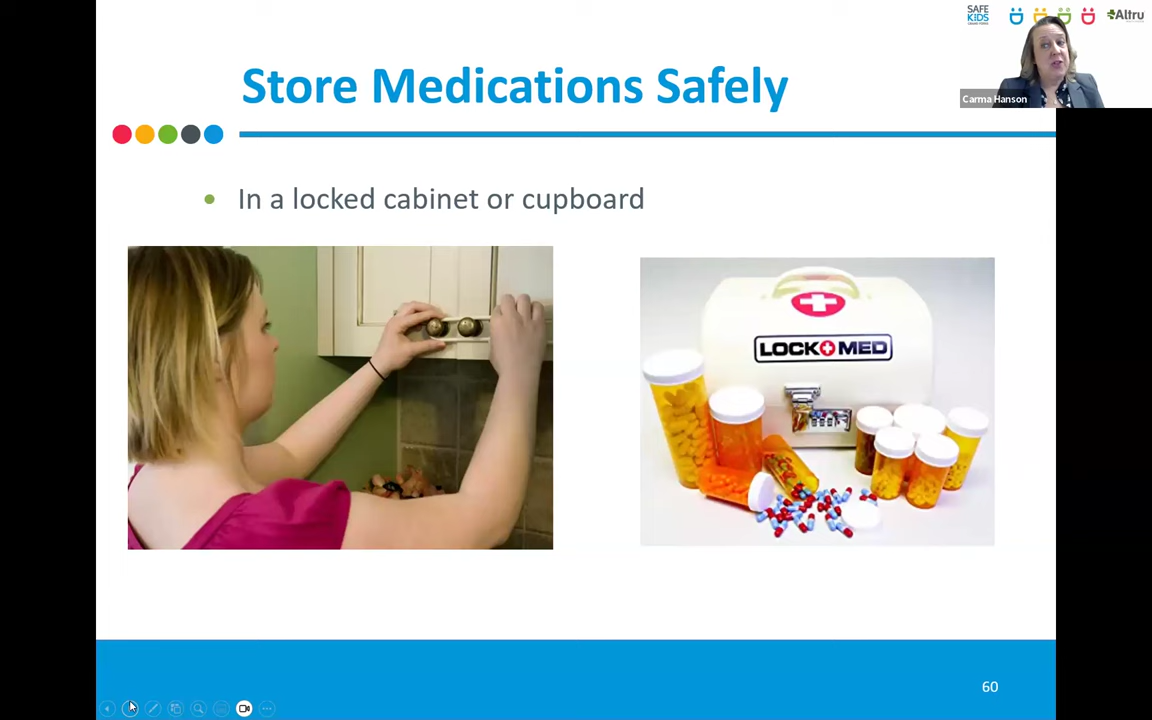 SAFE
KIDS
Altru
Store Medications Safely
Carma Hanson
• In a locked cabinet or cupboard
LOCK MED
60